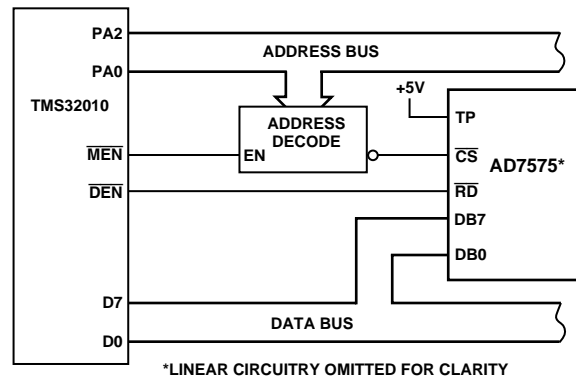 PA2
ADDRESS BUS
PA0
+5V
TMS32010
TP
ADDRESS
DECODE
MEN
EN
CS
AD7575*
DEN
RD
DB7
DB0
D7
DATA BUS
D0
*LINEAR CIRCUITRY OMITTED FOR CLARITY